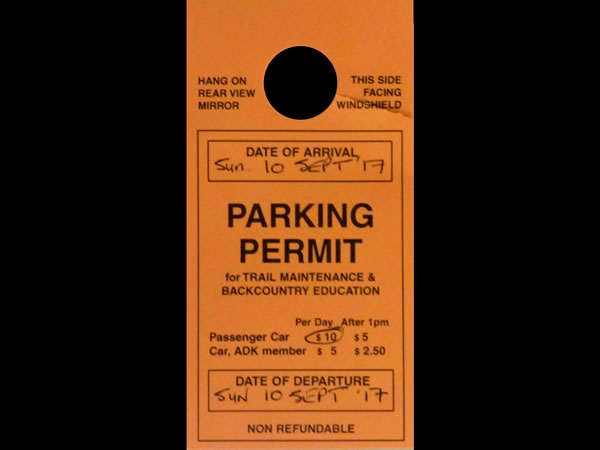 HANG ON
REAR VIEW
MIRROR
THIS SIDE
FACING
WINDSHIELD
DATE OF ARRIVAL
Sun. 10 SEPT '17
PARKING
PERMIT
for TRAIL MAINTENANCE &
BACKCOUNTRY EDUCATION
Per Day After 1pm
Passenger Car $ 10 $ 5
Car, ADK member $ 5 $ 2.50
DATE OF DEPARTURE
SUN 10 SEPT '17
NON REFUNDABLE